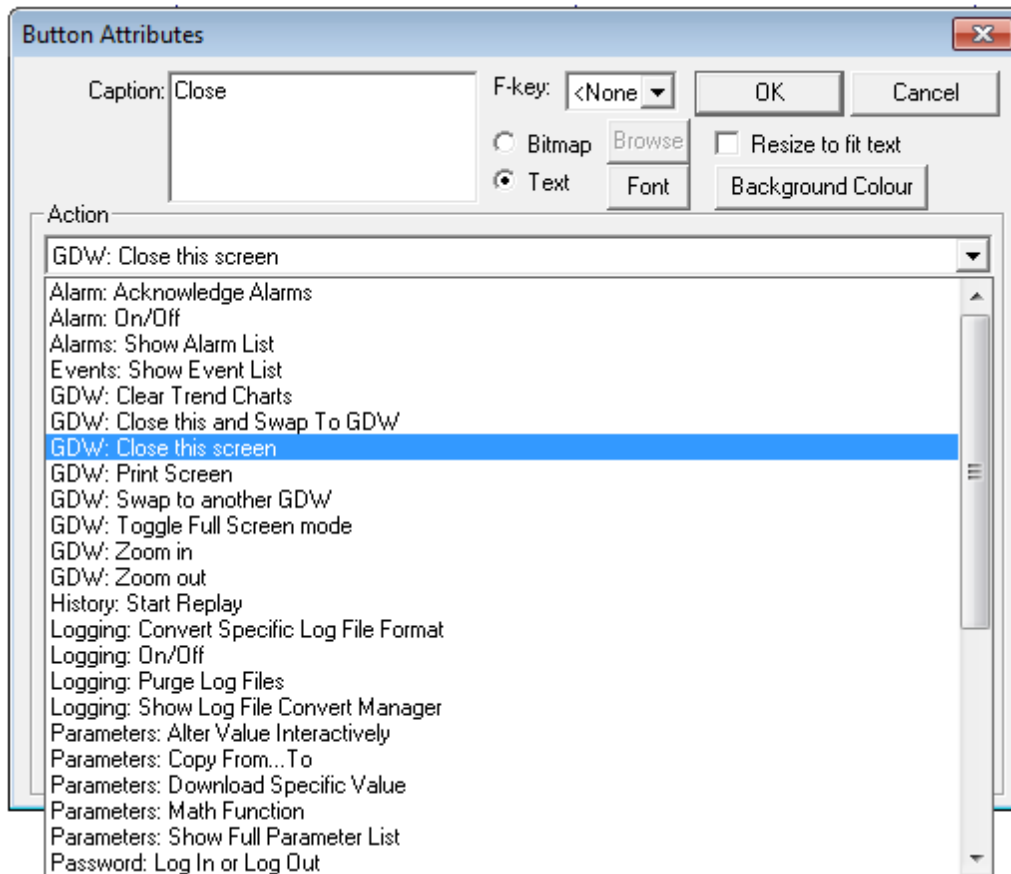 Button Attributes
Caption: Close
F-key: <None
OK
Cancel
Bitmap
Browse
Resize to fit text
Text
Font
Background Colour
Action
GDW: Close this screen
Alarm: Acknowledge Alarms
Alarm: On/Off
Alarms: Show Alarm List
Events: Show Event List
GDW: Clear Trend Charts
GDW: Close this and Swap To GDW
GDW: Close this screen
GDW: Print Screen
GDW: Swap to another GDW
GDW: Toggle Full Screen mode
GDW: Zoom in
GDW: Zoom out
History: Start Replay
Logging: Convert Specific Log File Format
Logging: On/Off
Logging: Purge Log Files
Logging: Show Log File Convert Manager
Parameters: Alter Value Interactively
Parameters: Copy From...To
Parameters: Download Specific Value
Parameters: Math Function
Parameters: Show Full Parameter List
Password: Log In or Log Out